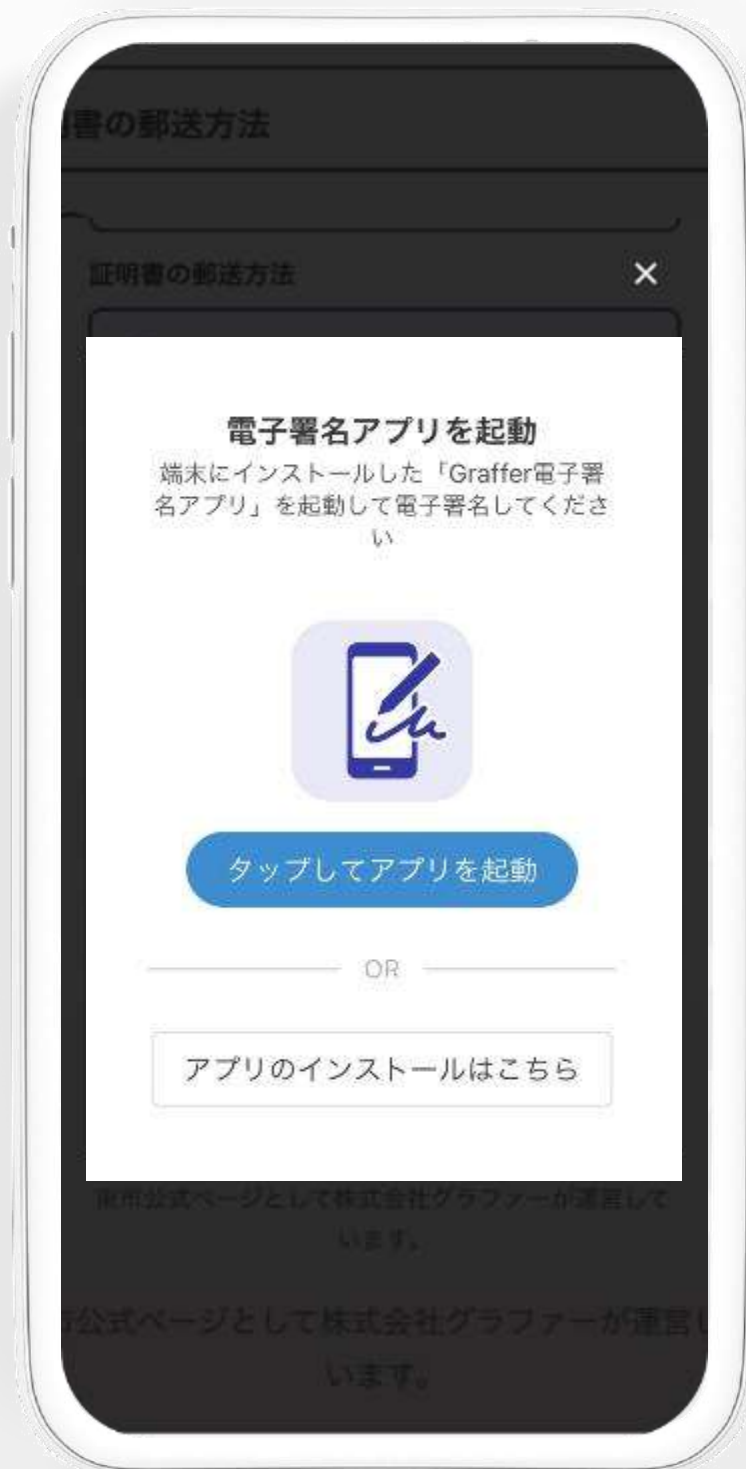 書の郵送方法
証明書の郵送方法
電子署名アプリを起動
端末にインストールした「Graffer電子署
名アプリ」を起動して電子署名してくださ
い
タップしてアプリを起動
OR
アプリのインストールはこちら
市公式ページとして株式会社グラファーが運営して
います。
市公式ページとして株式会社グラファーが運営し
います。